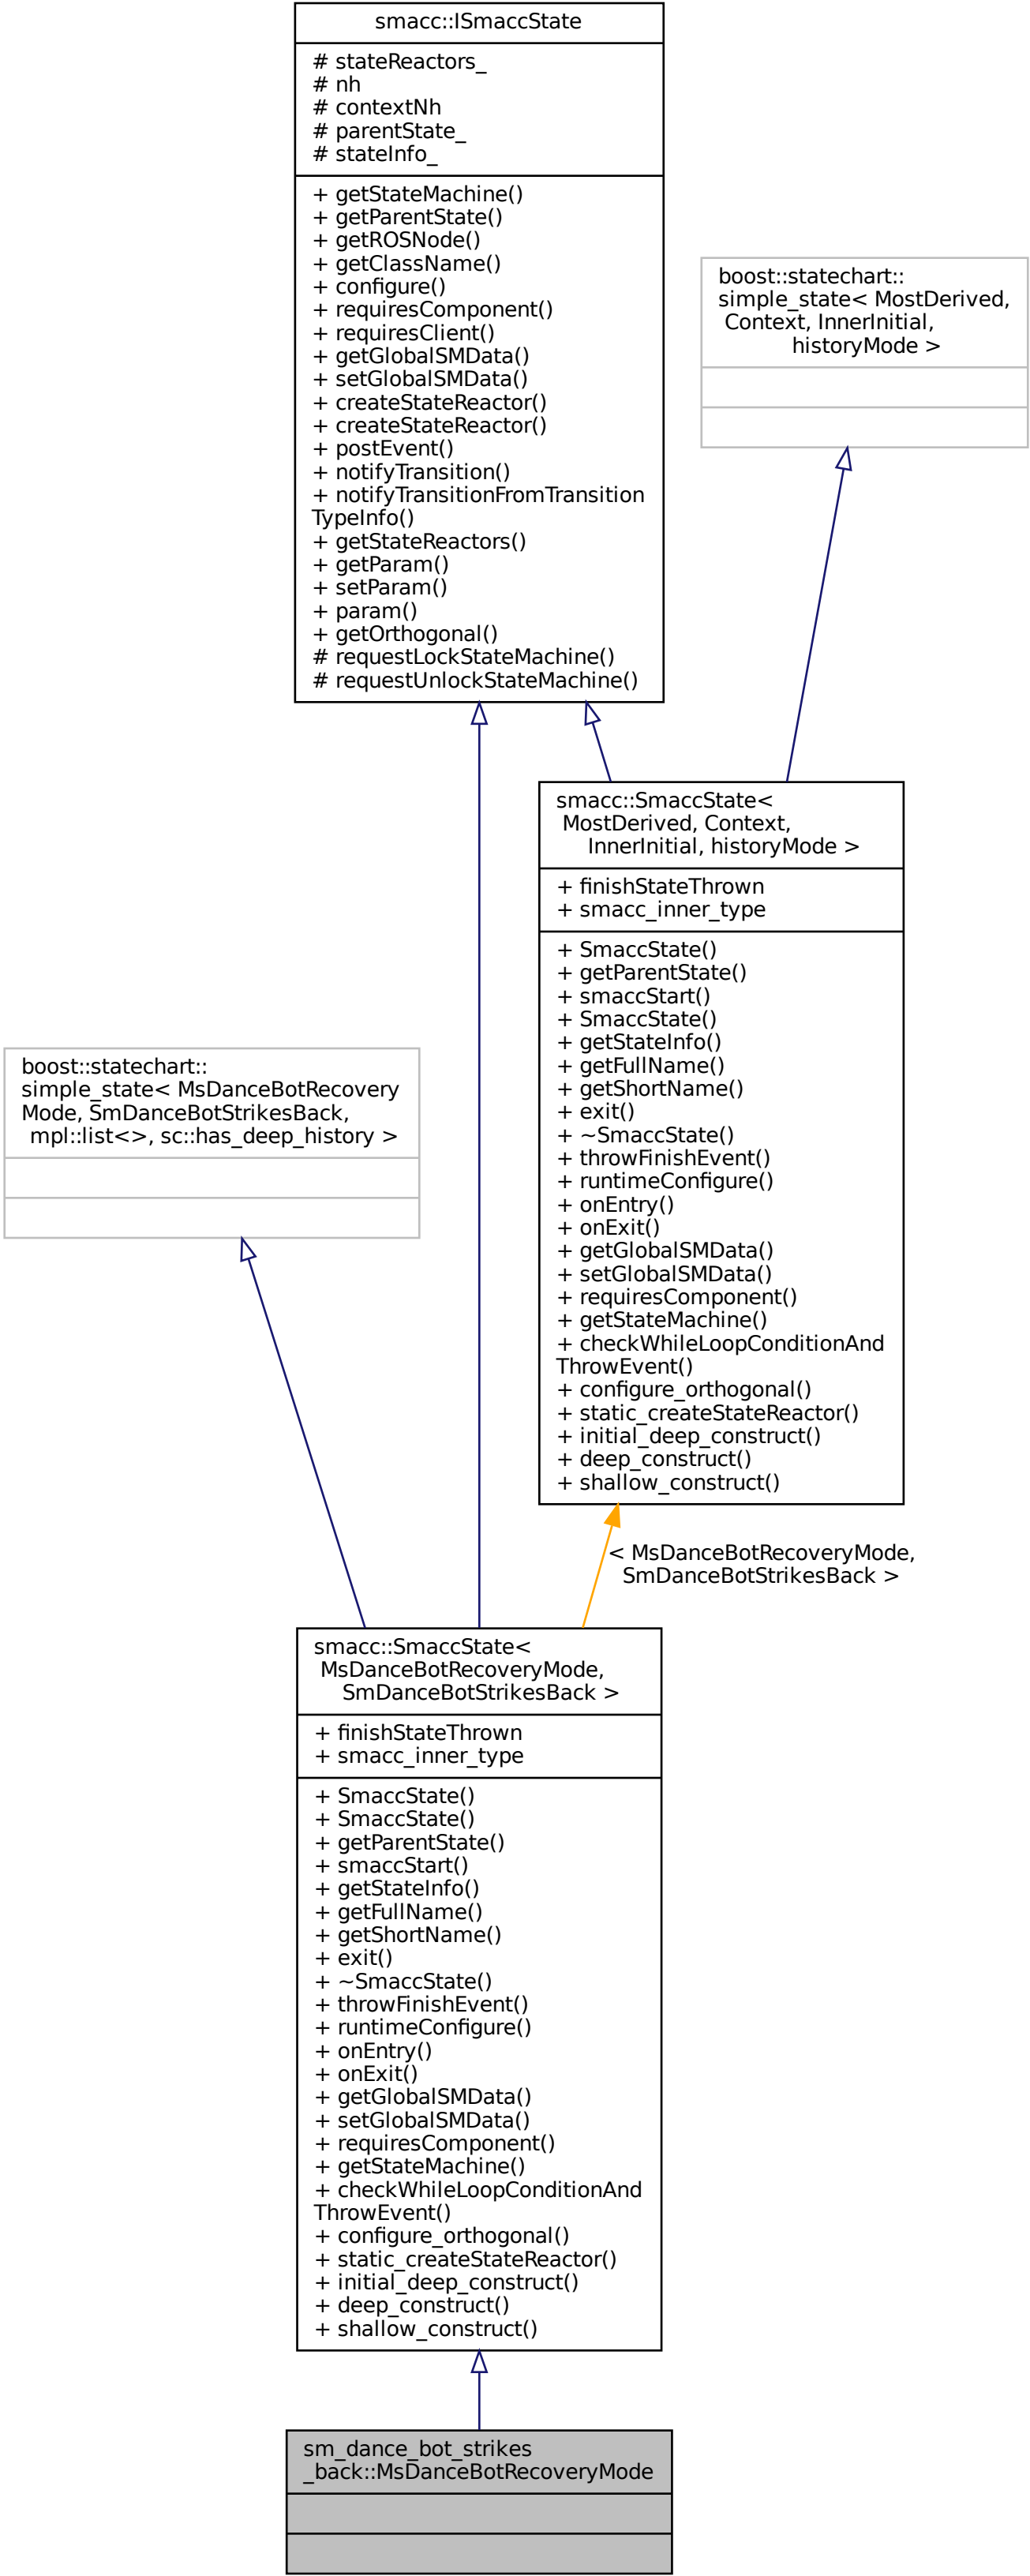 smacc::ISmaccState
# stateReactors_
# nh
# contextNh
# parentState_
# stateInfo_
+ getStateMachine()
+ getParentState()
+ getROSNode()
+ getClassName()
+ configure()
+ requiresComponent()
+ requiresClient()
+ getGlobalSMData()
+ setGlobalSMData()
+ createStateReactor()
+ createStateReactor()
+ postEvent()
+ notifyTransition()
+ notifyTransitionFromTransition
TypeInfo()
+ getStateReactors()
+ getParam()
+ setParam()
+ param()
+ getOrthogonal()
# requestLockStateMachine()
# requestUnlockStateMachine()
boost::statechart::
simple_state< MostDerived,
Context, InnerInitial,
historyMode >
smacc::SmaccState<
MostDerived, Context,
InnerInitial, historyMode >
+ finishStateThrown
+ smacc_inner_type
+ SmaccState()
+ getParentState()
+ smaccStart()
+ SmaccState()
+ getStateInfo()
+ getFullName()
+ getShortName()
+ exit()
+ ~SmaccState()
+ throwFinishEvent()
+ runtimeConfigure()
+ onEntry()
+ onExit()
+ getGlobalSMData()
+ setGlobalSMData()
+ requiresComponent()
+ getStateMachine()
+ checkWhileLoopConditionAnd
ThrowEvent()
+ configure_orthogonal()
+ static_createStateReactor()
+ initial_deep_construct()
+ deep_construct()
+ shallow_construct()
boost::statechart::
simple_state< MsDanceBotRecovery
Mode, SmDanceBotStrikesBack,
mpl::list<>, sc::has_deep_history >
< MsDanceBotRecoveryMode,
SmDanceBotStrikesBack >
smacc::SmaccState<
MsDanceBotRecoveryMode,
SmDanceBotStrikesBack >
+ finishStateThrown
+ smacc_inner_type
+ SmaccState()
+ SmaccState()
+ getParentState()
+ smaccStart()
+ getStateInfo()
+ getFullName()
+ getShortName()
+ exit()
+ ~SmaccState()
+ throwFinishEvent()
+ runtimeConfigure()
+ onEntry()
+ onExit()
+ getGlobalSMData()
+ setGlobalSMData()
+ requiresComponent()
+ getStateMachine()
+ checkWhileLoopConditionAnd
ThrowEvent()
+ configure_orthogonal()
+ static_createStateReactor()
+ initial_deep_construct()
+ deep_construct()
+ shallow_construct()
sm_dance_bot_strikes
_back::MsDanceBotRecoveryMode